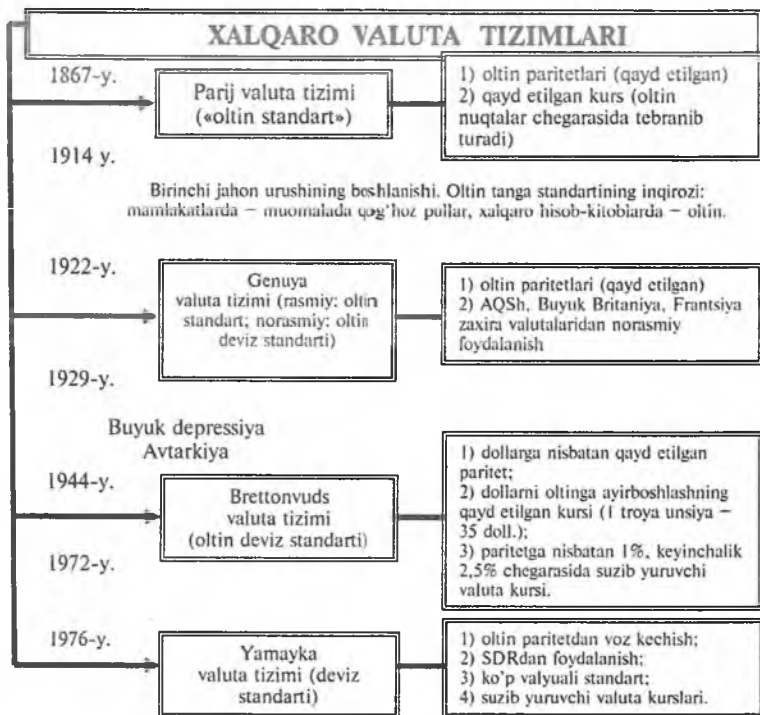 XALQARO VALUTA TIZIMLARI
1867-y.
Parij valuta tizimi
(«oltin standart»)
1) oltin paritetlari (qayd etilgan)
2) qayd etilgan kurs (oltin
nuqtalar chegarasida tebranib
turadi)
1914 y.
Birinchi jahon urushining boshlanishi. Oltin tanga standartining inqirozi:
mamlakatlarda – muomalada qog'hoz pullar, xalqaro hisob-kitobiarda – oltin.
1922-y.
Genuya
valuta tizimi (rasmiy: oltin
standart; norasmiy: oltin
deviz standarti)
1) oltin paritetlari (qayd etilgan)
2) AQSh, Buyuk Britaniya, Frantsiya
zaxira valutalaridan norasmiy
foydalanish
1929-y.
Buyuk depressiya
Avtarkiya
1944-y.
Brettonvuds
valuta tizimi
(oltin deviz standarti)
1) dollarga nisbatan qayd etilgan
paritet;
2) dollarni oltinga ayirboshlashning
qayd etilgan kursi (1 troya unsiya –
35 doll.);
3) paritetga nisbatan 1%, keyinchalik
2,5% chegarasida suzib yuruvchi
valuta kursi.
1972-y.
1976-y.
Yamayka
valuta tizimi (deviz
standarti)
1) oltin paritetdan voz kechish;
2) SDRdan foydalanish;
3) ko'p valyuali standart;
4) suzib yuruvchi valuta kurslari.